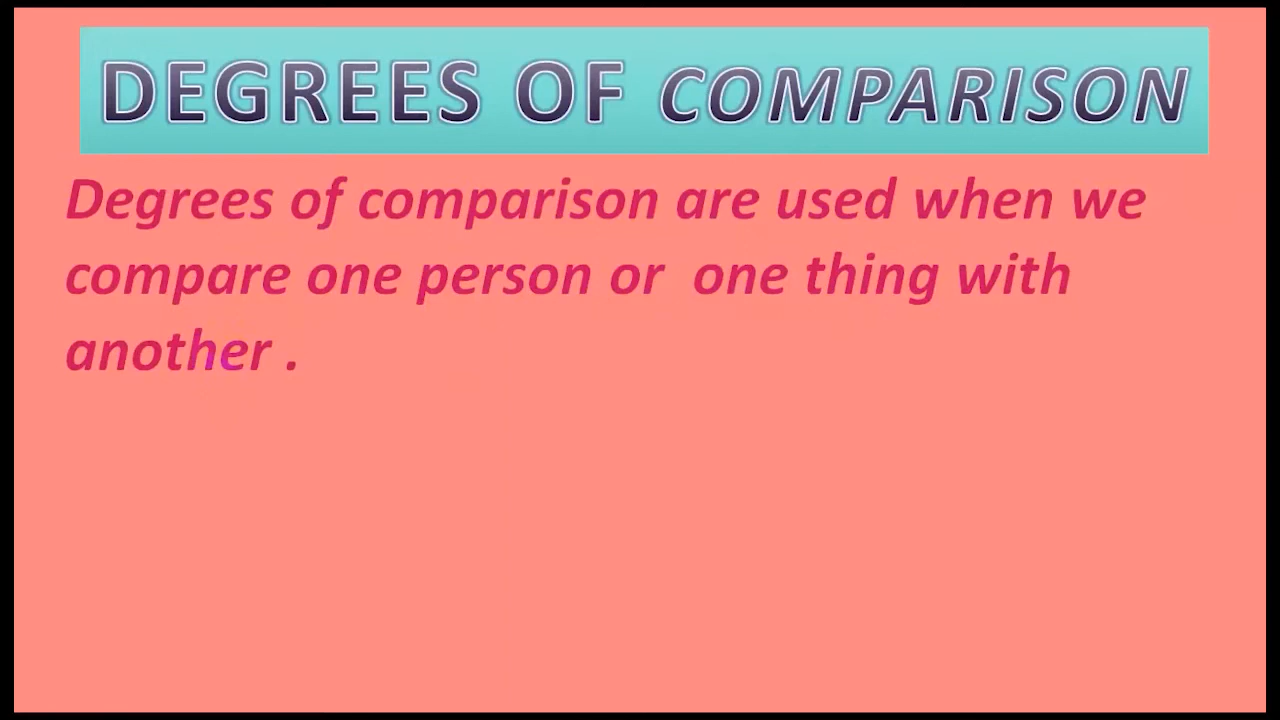 DEGREES OF COMPARISON
Degrees of comparison are used when we
compare one person or  one thing with
another .